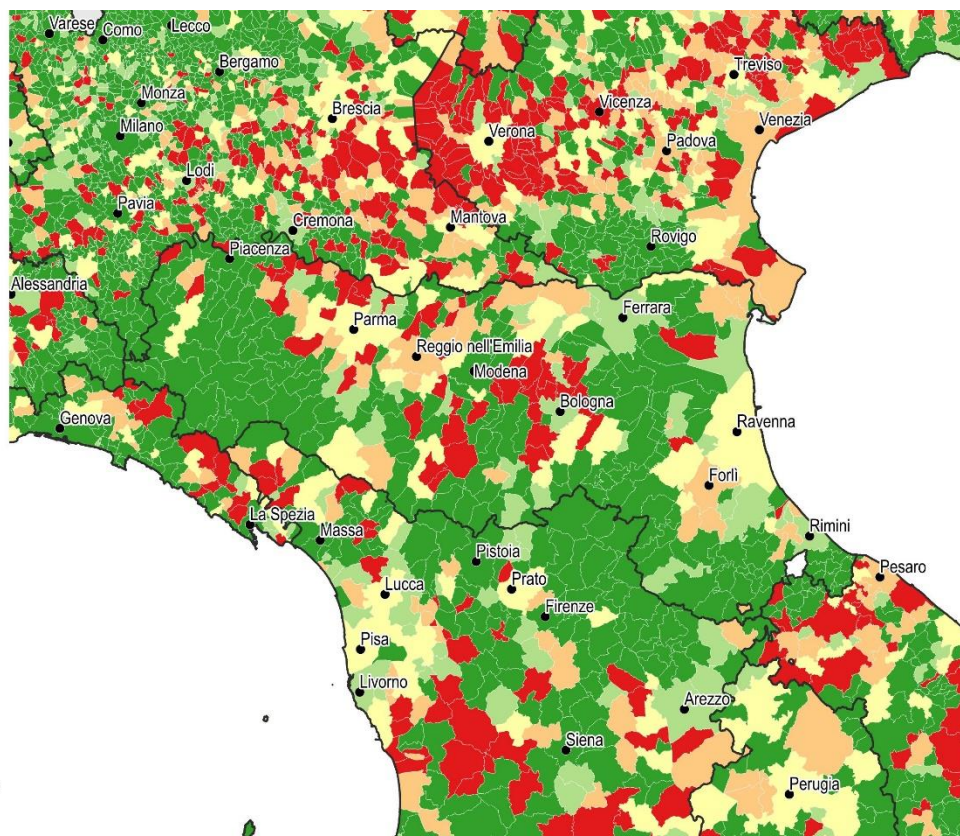 Varese
Como
Lecco
Bergamo
Treviso
Monza
Brescia
Vicenza
Milano
Verona
Venezia
Padova
Lodi
Pavia
Cremona
Mantova
Rovigo
Piacenza
Alessandria
Parma
Ferrara
Reggio nell'Emilia
Modena
Bologna
Genova
Ravenna
Forlì
La Spezia
Massa
Rimini
Pistoia
Pesaro
Prato
Lucca
Firenze
Pisa
Livorno
Arezzo
Siena
Perugia